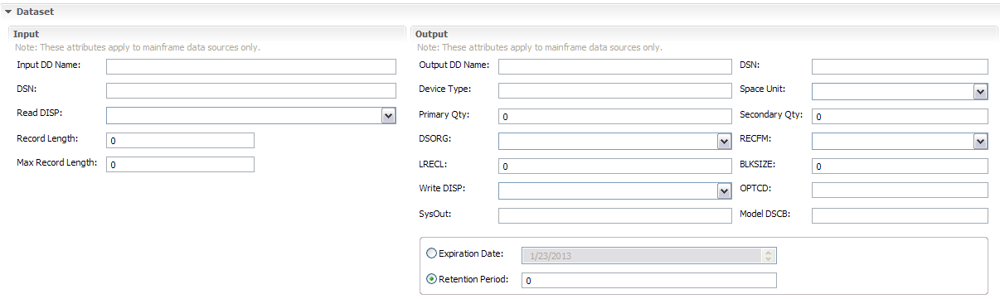 Dataset
Input
Note: These attributes apply to mainframe data sources only.
Input DD Name:
DSN:
Read DISP:
Record Length: 0
Max Record Length: 0
Output
Note: These attributes apply to mainframe data sources only.
Output DD Name: DSN:
Device Type: Space Unit:
Primary Qty: 0 Secondary Qty: 0
DSORG: RECFM:
LRECL: 0 BLKSIZE: 0
Write DISP: OPTCD:
SysOut: Model DSCB:
Expiration Date: 1/23/2013
Retention Period: 0